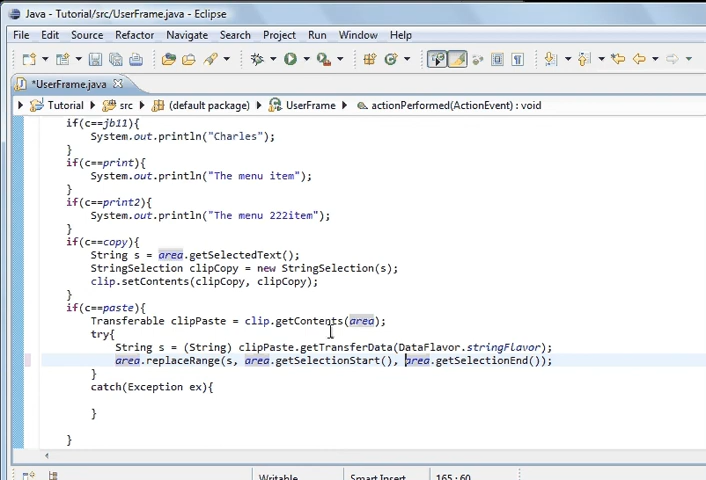 Java - Tutorial/src/UserFrame.java - Eclipse
File Edit Source Refactor Navigate Search Project Run Window Help
*UserFrame.java
Tutorial src (default package) UserFrame actionPerformed(ActionEvent) : void
if(c==jb11){
System.out.println("Charles");
}
if(c==print){
System.out.println("The menu item");
}
if(c==print2){
System.out.println("The menu 222item");
}
if(c==copy){
String s = area.getSelectedText();
StringSelection clipCopy = new StringSelection(s);
clip.setContents(clipCopy, clipCopy);
}
if(c==paste){
Transferable clipPaste = clip.getContents(area);
try{
String s = (String) clipPaste.getTransferData(DataFlavor.stringFlavor);
area.replaceRange(s, area.getSelectionStart(), area.getSelectionEnd());
}
catch(Exception ex){
}
}
Writable Smart Insert 165 : 60